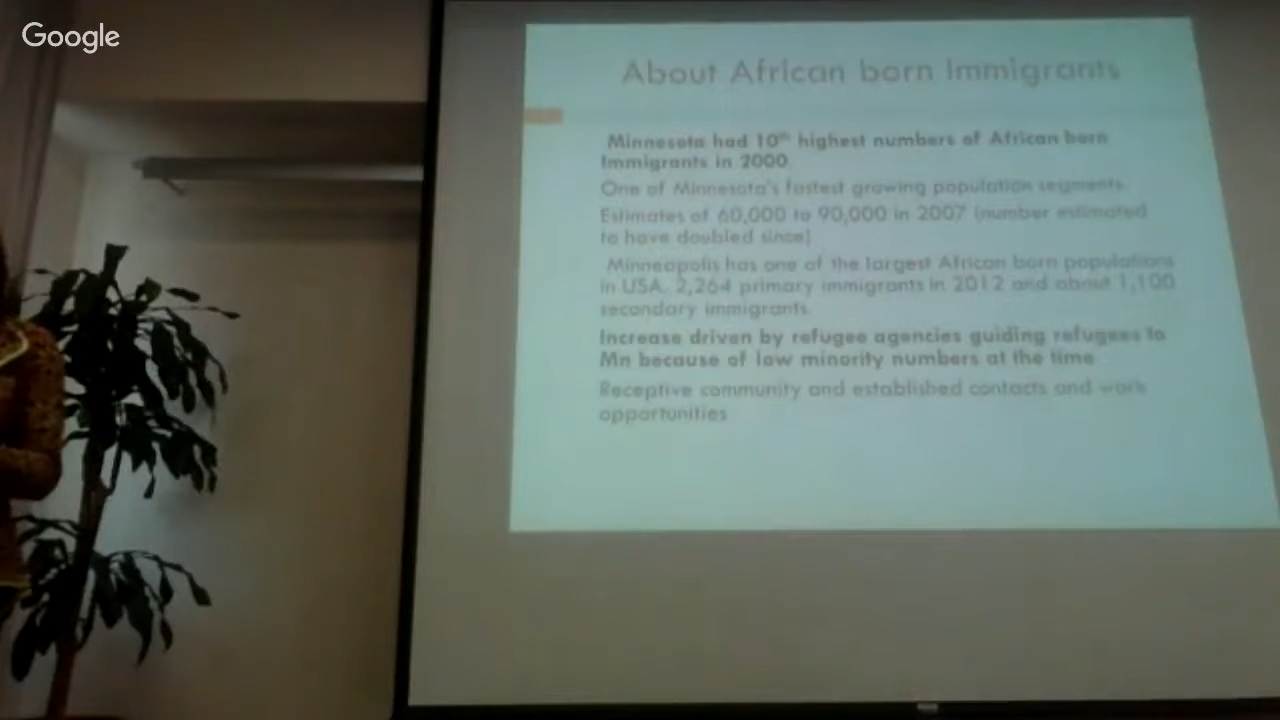 Google
About African born Immigrants
Minnesota had 10th highest numbers of African born
Immigrants in 2000
One of Minnesota's fastest growing population segments.
Estimates of 60,000 to 90,000 in 2007 (number estimated
to have doubled since)
Minneapolis has one of the largest African born populations
in USA. 2,264 primary immigrants in 2012 and about 1,100
secondary immigrants.
Increase driven by refugee agencies guiding refugees to
Mn because of low minority numbers at the time
Receptive community and established contacts and work
opportunities